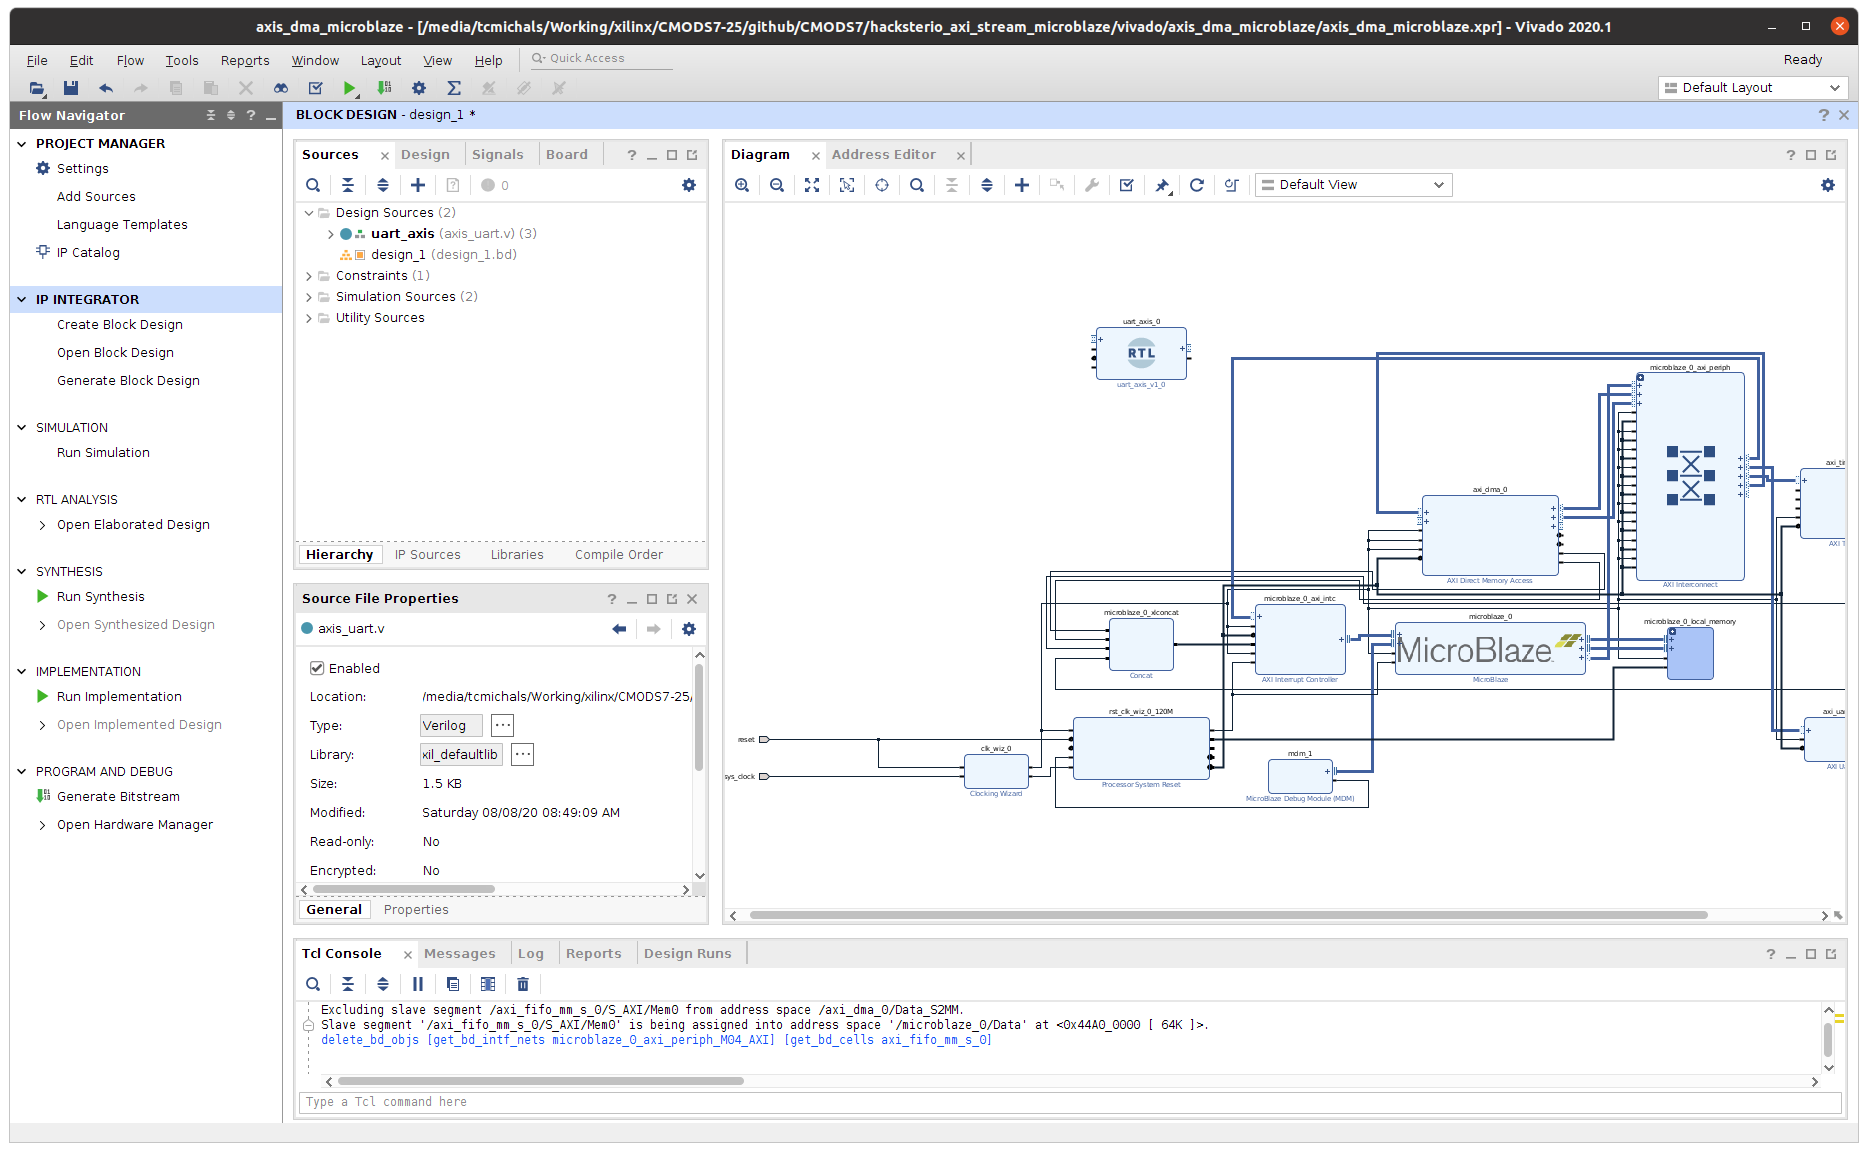 axis_dma_microblaze - [/media/tcmichals/Working/xilinx/CMODS7-25/github/CMODS7/hacksterio_axi_stream_microblaze/vivado/axis_dma_microblaze/axis_dma_microblaze.xpr] - Vivado 2020.1
File Edit Flow Tools Reports Window Layout View Help Quick Access Ready
Default Layout
Flow Navigator
PROJECT MANAGER
Settings
Add Sources
Language Templates
IP Catalog
IP INTEGRATOR
Create Block Design
Open Block Design
Generate Block Design
SIMULATION
Run Simulation
RTL ANALYSIS
Open Elaborated Design
SYNTHESIS
Run Synthesis
Open Synthesized Design
IMPLEMENTATION
Run Implementation
Open Implemented Design
PROGRAM AND DEBUG
Generate Bitstream
Open Hardware Manager
BLOCK DESIGN - design_1 *
Sources Design Signals Board
0
Design Sources (2)
uart_axis (axis_uart.v) (3)
design_1 (design_1.bd)
Constraints (1)
Simulation Sources (2)
Utility Sources
Hierarchy IP Sources Libraries Compile Order
Source File Properties
axis_uart.v
Enabled
Location: /media/tcmichals/Working/xilinx/CMODS7-25/
Type: Verilog
Library: xil_defaultlib
Size: 1.5 KB
Modified: Saturday 08/08/20 08:49:09 AM
Read-only: No
Encrypted: No
General Properties
Diagram Address Editor
Default View
uart_axis_0
RTL
uart_axis_v1_0
microblaze_0_axi_periph
AXI Interconnect
axi_ti
AXI T
axi_dma_0
AXI Direct Memory Access
microblaze_0_xlconcat
Concat
microblaze_0_axi_intc
AXI Interrupt Controller
microblaze_0
MicroBlaze
MicroBlaze
microblaze_0_local_memory
rst_clk_wiz_0_120M
Processor System Reset
reset
sys_clock
clk_wiz_0
Clocking Wizard
mdm_1
MicroBlaze Debug Module (MDM)
axi_ua
AXI U
Tcl Console Messages Log Reports Design Runs
Excluding slave segment /axi_fifo_mm_s_0/S_AXI/Mem0 from address space /axi_dma_0/Data_S2MM.
Slave segment '/axi_fifo_mm_s_0/S_AXI/Mem0' is being assigned into address space '/microblaze_0/Data' at <0x44A0_0000 [ 64K ]>.
delete_bd_objs [get_bd_intf_nets microblaze_0_axi_periph_M04_AXI] [get_bd_cells axi_fifo_mm_s_0]
Type a Tcl command here